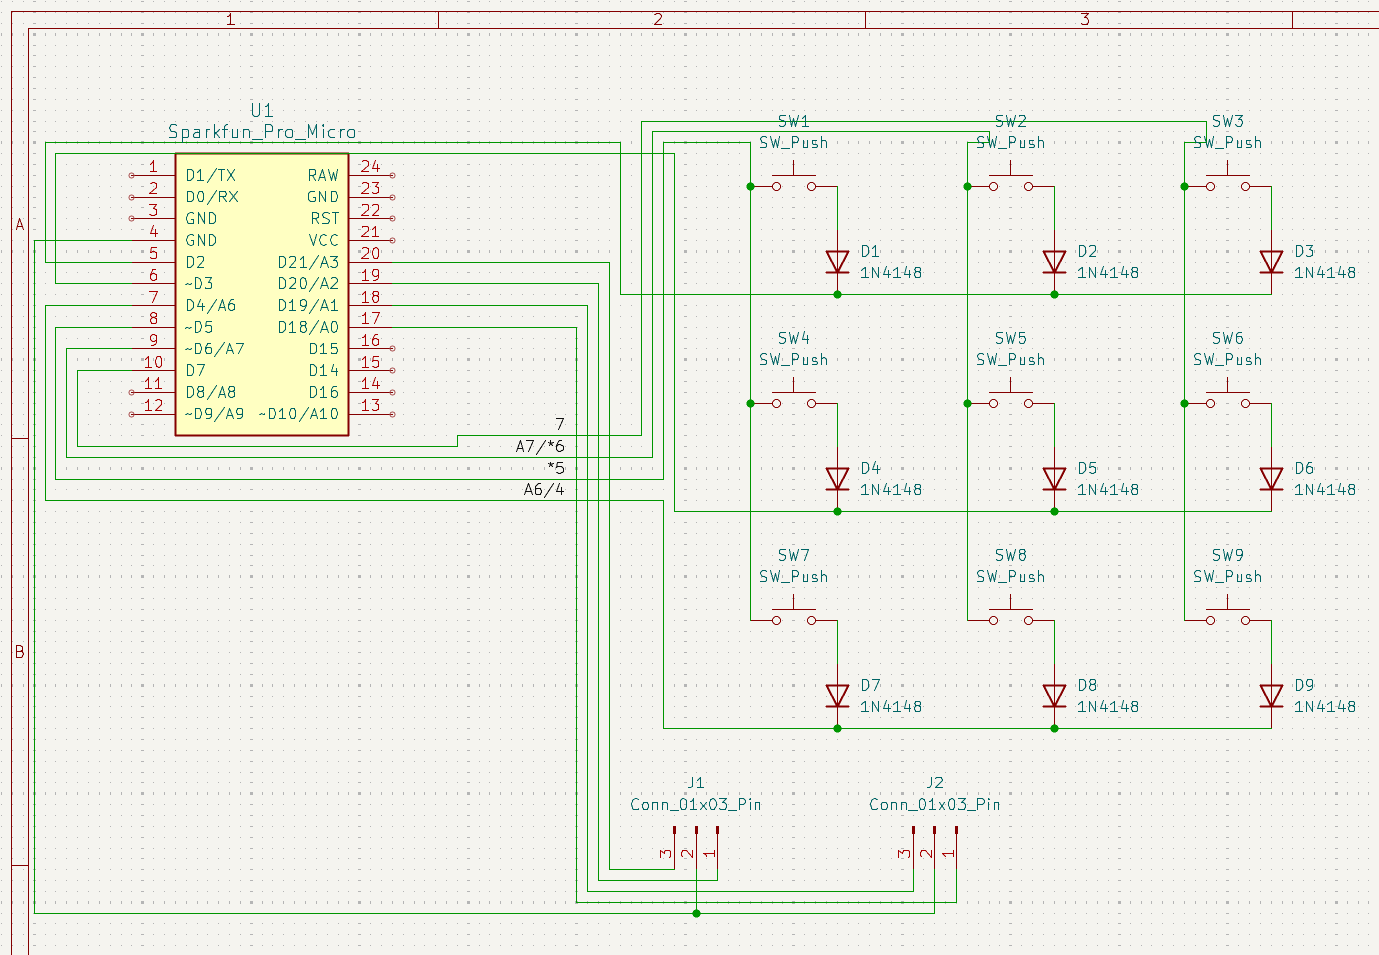 1 2 3
A
B
U1
Sparkfun_Pro_Micro
1 D1/TX RAW 24
2 D0/RX GND 23
3 GND RST 22
4 GND VCC 21
5 D2 D21/A3 20
6 ~D3 D20/A2 19
7 D4/A6 D19/A1 18
8 ~D5 D18/A0 17
9 ~D6/A7 D15 16
10 D7 D14 15
11 D8/A8 D16 14
12 ~D9/A9 ~D10/A10 13
7
A7/*6
*5
A6/4
SW1 SW2 SW3
SW_Push SW_Push SW_Push
D1 D2 D3
1N4148 1N4148 1N4148
SW4 SW5 SW6
SW_Push SW_Push SW_Push
D4 D5 D6
1N4148 1N4148 1N4148
SW7 SW8 SW9
SW_Push SW_Push SW_Push
D7 D8 D9
1N4148 1N4148 1N4148
J1 J2
Conn_01x03_Pin Conn_01x03_Pin
3 2 1 3 2 1